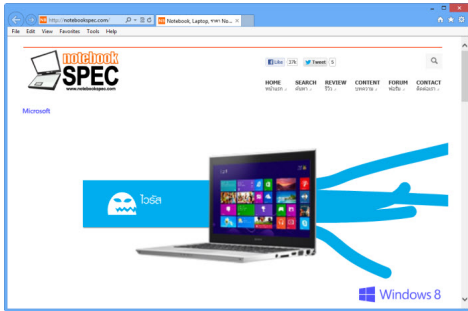 http://notebookspec.com/
Notebook, Laptop, ราคา No...
File Edit View Favorites Tools Help
notebook
SPEC
www.notebookspec.com
Like 27k Tweet 5
HOME SEARCH REVIEW CONTENT FORUM CONTACT
หน้าแรก ค้นหา รีวิว บทความ ฟอรั่ม ติดต่อเรา
Microsoft
ไวรัส
Windows 8